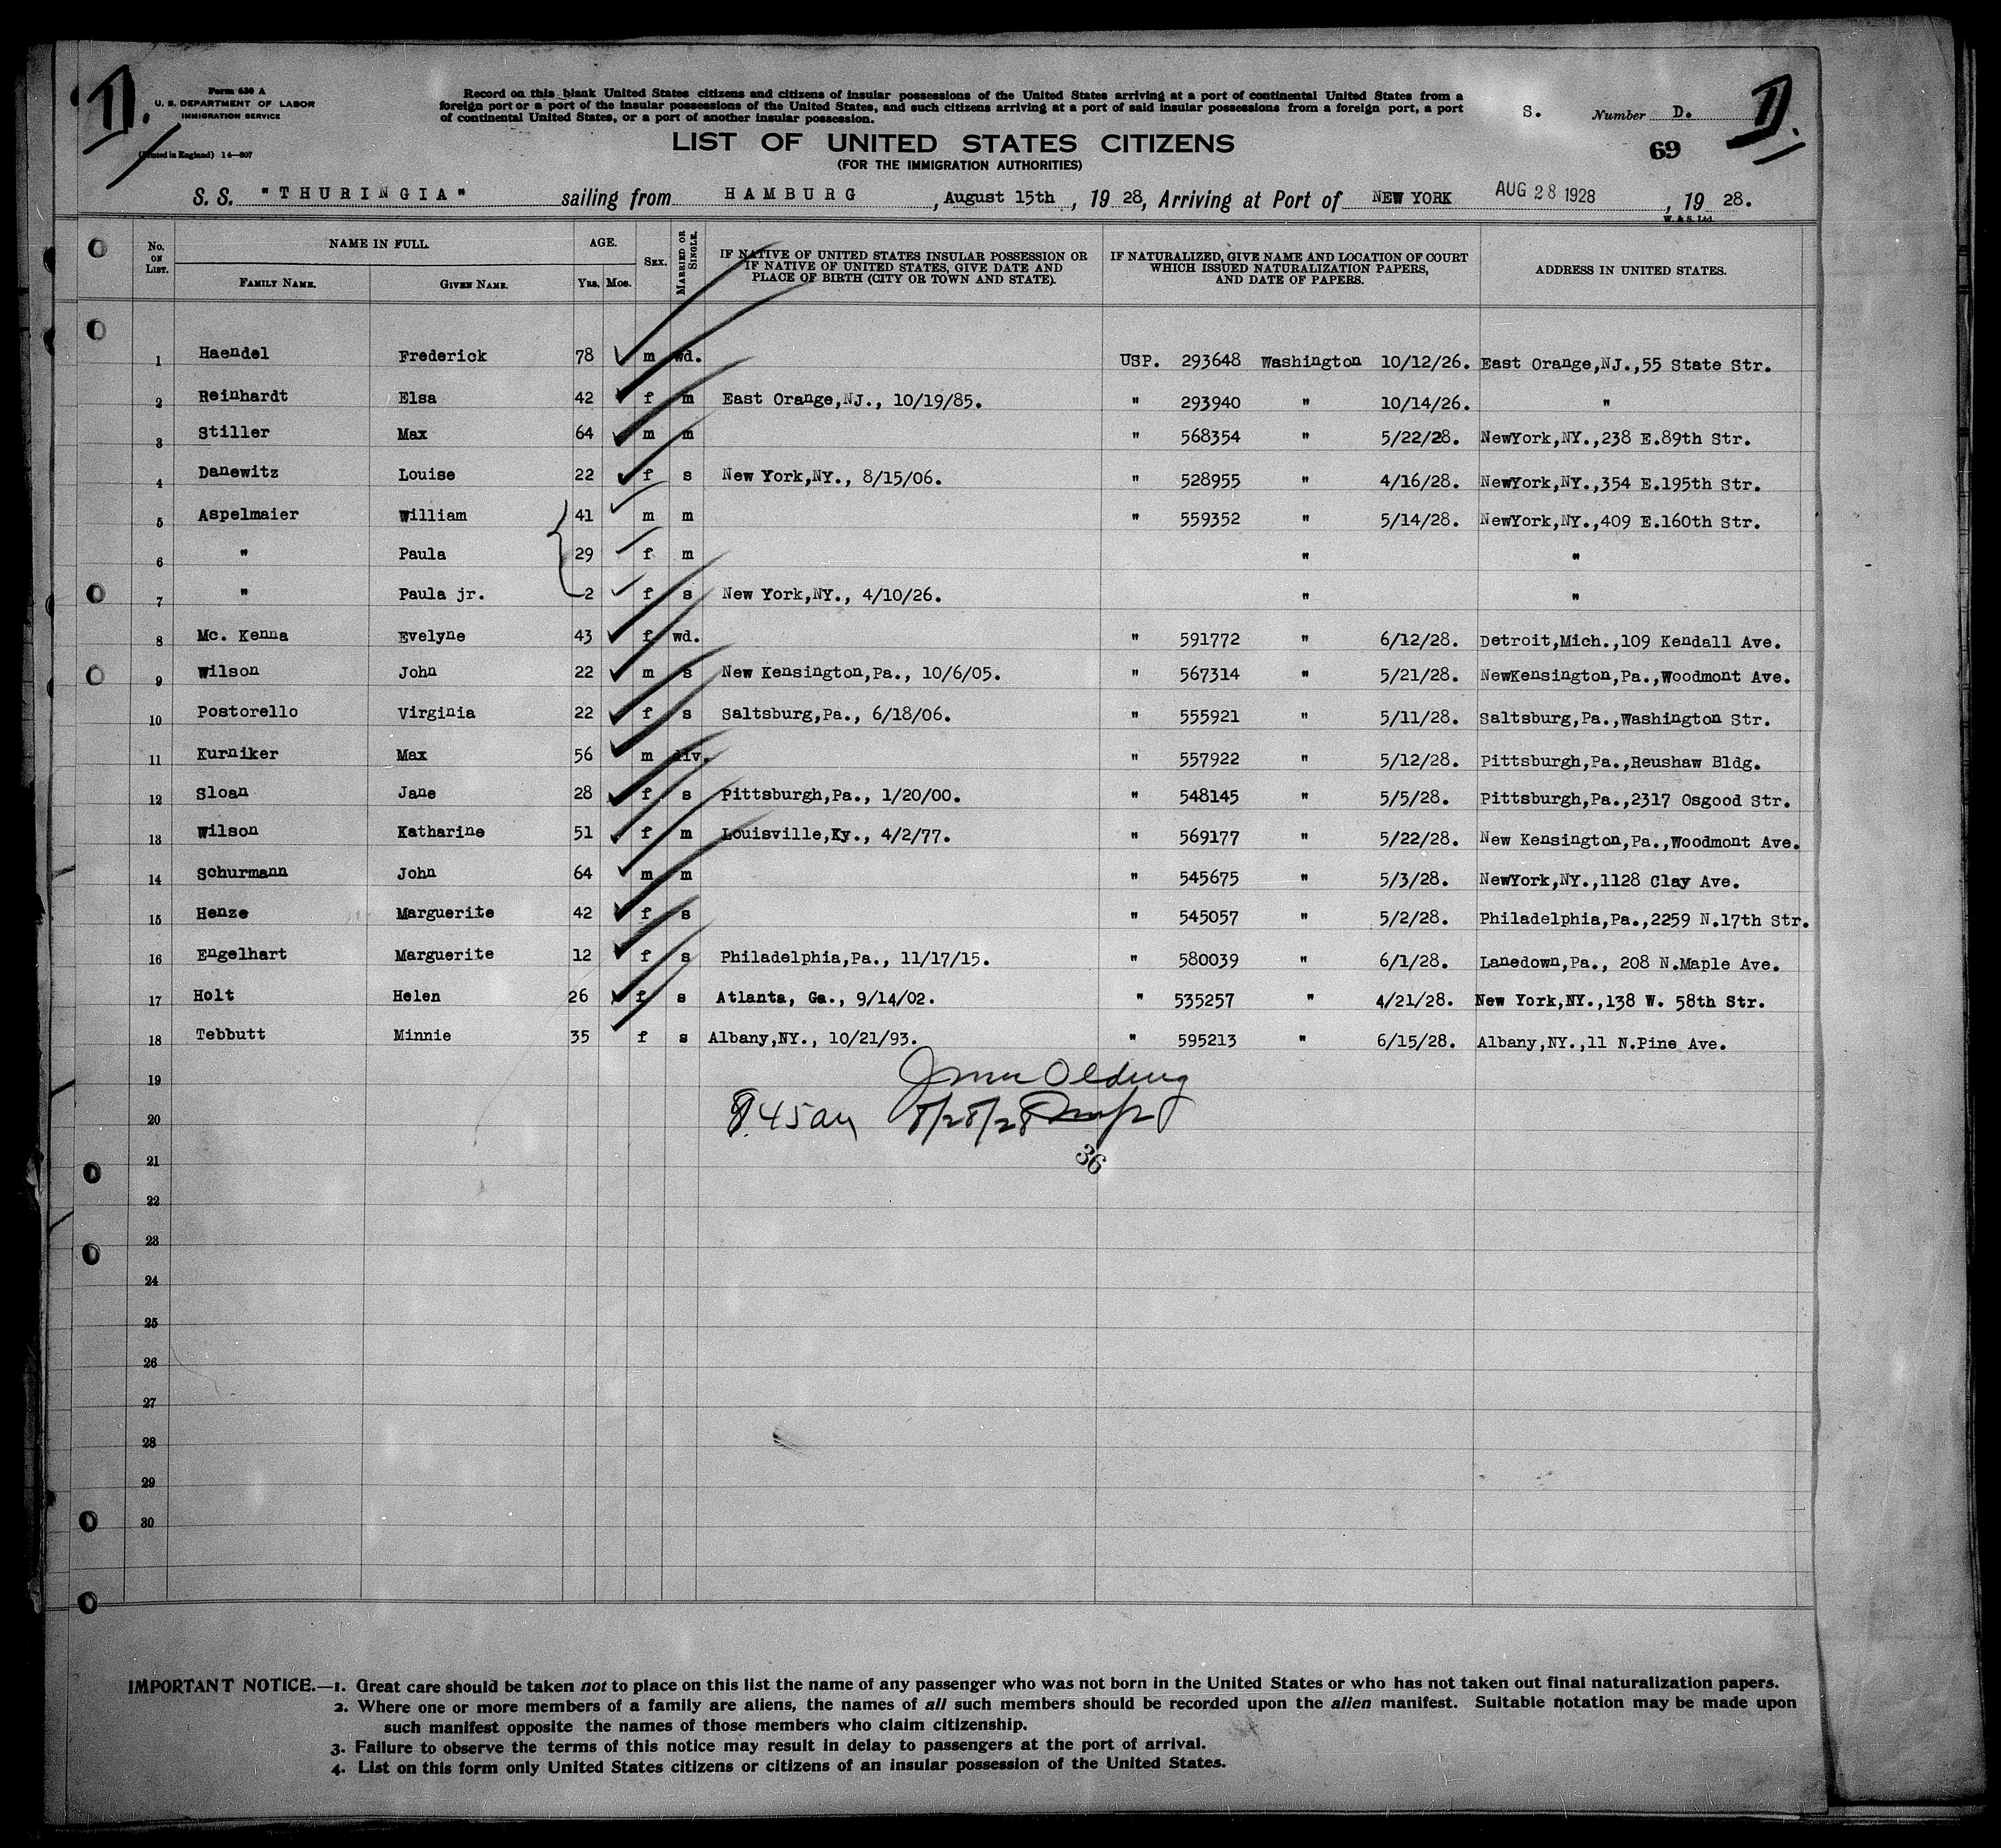 II.
Form 630 A
U. S. DEPARTMENT OF LABOR
IMMIGRATION SERVICE
(Printed in England) 14—807
Record on this blank United States citizens and citizens of insular possessions of the United States arriving at a port of continental United States from a
foreign port or a port of the insular possessions of the United States, and such citizens arriving at a port of said insular possessions from a foreign port, a port
of continental United States, or a port of another insular possession.
S. Number D.
II.
LIST OF UNITED STATES CITIZENS
(FOR THE IMMIGRATION AUTHORITIES)
69
S. S. "THURINGIA" sailing from HAMBURG, August 15th, 19 28, Arriving at Port of NEW YORK AUG 28 1928, 19 28.
W. & S. Ltd.
No. ON LIST. NAME IN FULL. AGE. SEX. MARRIED OR SINGLE. IF NATIVE OF UNITED STATES INSULAR POSSESSION OR IF NATIVE OF UNITED STATES, GIVE DATE AND PLACE OF BIRTH (CITY OR TOWN AND STATE). IF NATURALIZED, GIVE NAME AND LOCATION OF COURT WHICH ISSUED NATURALIZATION PAPERS, AND DATE OF PAPERS. ADDRESS IN UNITED STATES.
FAMILY NAME. GIVEN NAME. Yrs. Mos.
1 Haendel Frederick 78 m wd. USP. 293648 Washington 10/12/26. East Orange,NJ.,55 State Str.
2 Reinhardt Elsa 42 f m East Orange,NJ., 10/19/85. " 293940 " 10/14/26. "
3 Stiller Max 64 m m " 568354 " 5/22/28. NewYork,NY.,238 E.89th Str.
4 Danewitz Louise 22 f s New York,NY., 8/15/06. " 528955 " 4/16/28. NewYork,NY.,354 E.195th Str.
5 Aspelmaier William 41 m m " 559352 " 5/14/28. NewYork,NY.,409 E.160th Str.
6 " Paula 29 f m " "
7 " Paula jr. 2 f s New York,NY., 4/10/26. " "
8 Mc. Kenna Evelyne 43 f wd. " 591772 " 6/12/28. Detroit,Mich.,109 Kendall Ave.
9 Wilson John 22 m s New Kensington,Pa., 10/6/05. " 567314 " 5/21/28. NewKensington,Pa.,Woodmont Ave.
10 Postorello Virginia 22 f s Saltsburg,Pa., 6/18/06. " 555921 " 5/11/28. Saltsburg,Pa.,Washington Str.
11 Kurniker Max 56 m div. " 557922 " 5/12/28. Pittsburgh,Pa.,Reushaw Bldg.
12 Sloan Jane 28 f s Pittsburgh,Pa., 1/20/00. " 548145 " 5/5/28. Pittsburgh,Pa.,2317 Osgood Str.
13 Wilson Katharine 51 f m Louisville,Ky., 4/2/77. " 569177 " 5/22/28. New Kensington,Pa.,Woodmont Ave.
14 Schurmann John 64 m m " 545675 " 5/3/28. NewYork,NY.,1128 Clay Ave.
15 Henze Marguerite 42 f s " 545057 " 5/2/28. Philadelphia,Pa.,2259 N.17th Str.
16 Engelhart Marguerite 12 f s Philadelphia,Pa., 11/17/15. " 580039 " 6/1/28. Lanedown,Pa., 208 N.Maple Ave.
17 Holt Helen 26 f s Atlanta, Ga., 9/14/02. " 535257 " 4/21/28. New York,NY.,138 W. 58th Str.
18 Tebbutt Minnie 35 f s Albany,NY., 10/21/93. " 595213 " 6/15/28. Albany,NY.,11 N.Pine Ave.
19
20 8.45am 8/28/28
36
21
22
23
24
25
26
27
28
29
30
IMPORTANT NOTICE.—1. Great care should be taken not to place on this list the name of any passenger who was not born in the United States or who has not taken out final naturalization papers.
2. Where one or more members of a family are aliens, the names of all such members should be recorded upon the alien manifest. Suitable notation may be made upon
such manifest opposite the names of those members who claim citizenship.
3. Failure to observe the terms of this notice may result in delay to passengers at the port of arrival.
4. List on this form only United States citizens or citizens of an insular possession of the United States.